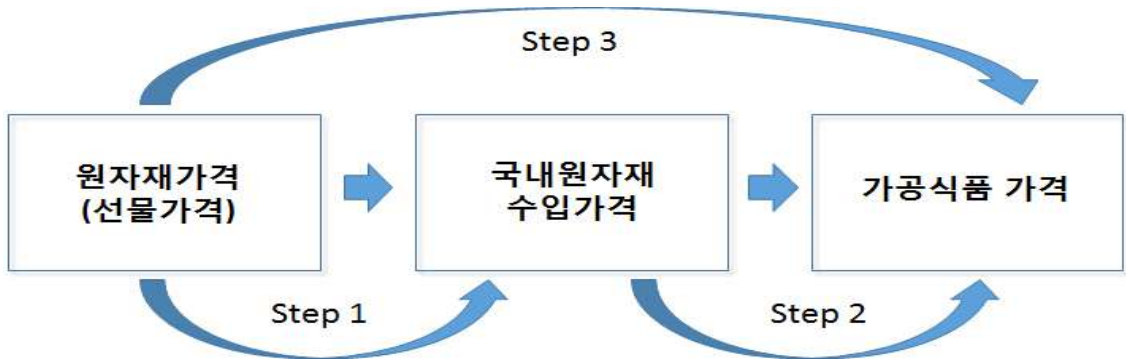 Step 3
원자재가격
(선물가격)
국내원자재
수입가격
가공식품 가격
Step 1
Step 2